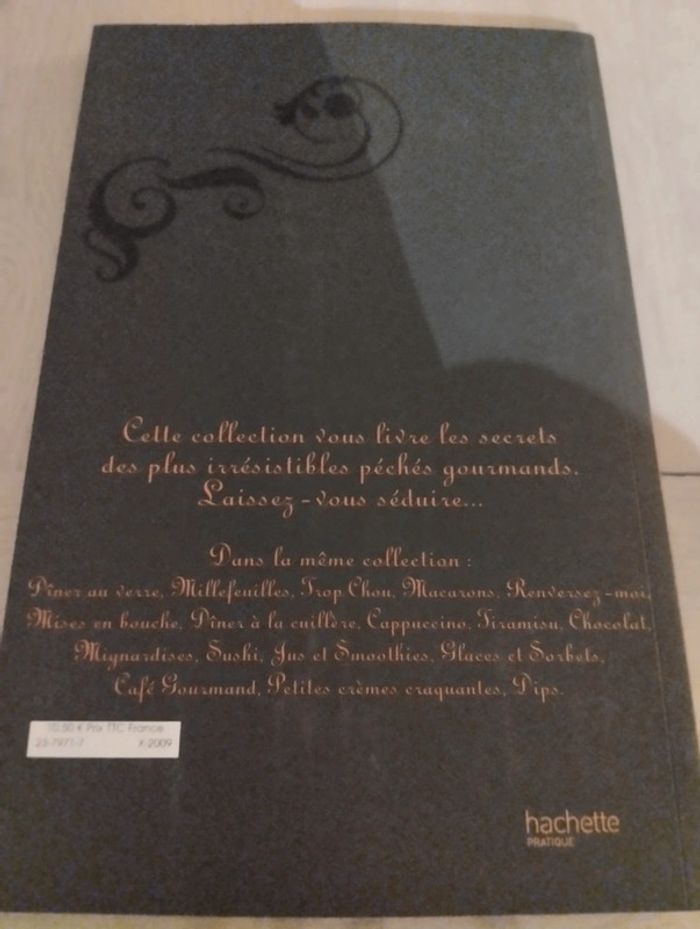 Cette collection vous livre les secrets
des plus irrésistibles péchés gourmands.
Laissez-vous séduire...
Dans la même collection :
Dîner au verre, Millefeuilles, Trop Chou, Macarons, Renversez-moi,
Mises en bouche, Dîner à la cuillère, Cappuccino, Tiramisu, Chocolat,
Mignardises, Sushi, Jus et Smoothies, Glaces et Sorbets,
Café Gourmand, Petites crèmes craquantes, Dips.
10,50 € Prix TTC France
23-7971-7 X-2009
hachette
PRATIQUE